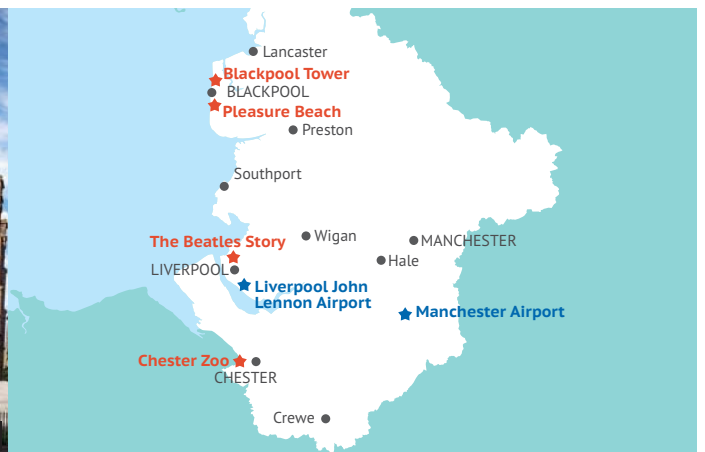 Lancaster
Blackpool Tower
BLACKPOOL
Pleasure Beach
Preston
Southport
The Beatles Story
Wigan
MANCHESTER
Hale
LIVERPOOL
Liverpool John
Lennon Airport
Manchester Airport
Chester Zoo
CHESTER
Crewe